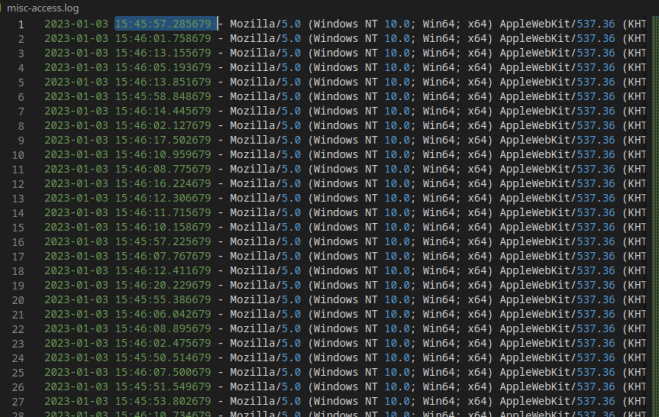 misc-access.log
1 2023-01-03 15:45:57.285679 - Mozilla/5.0 (Windows NT 10.0; Win64; x64) AppleWebKit/537.36 (KHT
2 2023-01-03 15:46:01.758679 - Mozilla/5.0 (Windows NT 10.0; Win64; x64) AppleWebKit/537.36 (KHT
3 2023-01-03 15:46:13.155679 - Mozilla/5.0 (Windows NT 10.0; Win64; x64) AppleWebKit/537.36 (KHT
4 2023-01-03 15:46:05.193679 - Mozilla/5.0 (Windows NT 10.0; Win64; x64) AppleWebKit/537.36 (KHT
5 2023-01-03 15:46:13.851679 - Mozilla/5.0 (Windows NT 10.0; Win64; x64) AppleWebKit/537.36 (KHT
6 2023-01-03 15:45:58.848679 - Mozilla/5.0 (Windows NT 10.0; Win64; x64) AppleWebKit/537.36 (KHT
7 2023-01-03 15:46:14.445679 - Mozilla/5.0 (Windows NT 10.0; Win64; x64) AppleWebKit/537.36 (KHT
8 2023-01-03 15:46:02.127679 - Mozilla/5.0 (Windows NT 10.0; Win64; x64) AppleWebKit/537.36 (KHT
9 2023-01-03 15:46:17.502679 - Mozilla/5.0 (Windows NT 10.0; Win64; x64) AppleWebKit/537.36 (KHT
10 2023-01-03 15:46:10.959679 - Mozilla/5.0 (Windows NT 10.0; Win64; x64) AppleWebKit/537.36 (KHT
11 2023-01-03 15:46:08.775679 - Mozilla/5.0 (Windows NT 10.0; Win64; x64) AppleWebKit/537.36 (KHT
12 2023-01-03 15:46:16.224679 - Mozilla/5.0 (Windows NT 10.0; Win64; x64) AppleWebKit/537.36 (KHT
13 2023-01-03 15:46:12.306679 - Mozilla/5.0 (Windows NT 10.0; Win64; x64) AppleWebKit/537.36 (KHT
14 2023-01-03 15:46:11.715679 - Mozilla/5.0 (Windows NT 10.0; Win64; x64) AppleWebKit/537.36 (KHT
15 2023-01-03 15:46:10.158679 - Mozilla/5.0 (Windows NT 10.0; Win64; x64) AppleWebKit/537.36 (KHT
16 2023-01-03 15:45:57.225679 - Mozilla/5.0 (Windows NT 10.0; Win64; x64) AppleWebKit/537.36 (KHT
17 2023-01-03 15:46:07.767679 - Mozilla/5.0 (Windows NT 10.0; Win64; x64) AppleWebKit/537.36 (KHT
18 2023-01-03 15:46:12.411679 - Mozilla/5.0 (Windows NT 10.0; Win64; x64) AppleWebKit/537.36 (KHT
19 2023-01-03 15:46:20.229679 - Mozilla/5.0 (Windows NT 10.0; Win64; x64) AppleWebKit/537.36 (KHT
20 2023-01-03 15:45:55.386679 - Mozilla/5.0 (Windows NT 10.0; Win64; x64) AppleWebKit/537.36 (KHT
21 2023-01-03 15:46:06.042679 - Mozilla/5.0 (Windows NT 10.0; Win64; x64) AppleWebKit/537.36 (KHT
22 2023-01-03 15:46:08.895679 - Mozilla/5.0 (Windows NT 10.0; Win64; x64) AppleWebKit/537.36 (KHT
23 2023-01-03 15:46:02.475679 - Mozilla/5.0 (Windows NT 10.0; Win64; x64) AppleWebKit/537.36 (KHT
24 2023-01-03 15:45:50.514679 - Mozilla/5.0 (Windows NT 10.0; Win64; x64) AppleWebKit/537.36 (KHT
25 2023-01-03 15:46:07.500679 - Mozilla/5.0 (Windows NT 10.0; Win64; x64) AppleWebKit/537.36 (KHT
26 2023-01-03 15:45:51.549679 - Mozilla/5.0 (Windows NT 10.0; Win64; x64) AppleWebKit/537.36 (KHT
27 2023-01-03 15:45:53.802679 - Mozilla/5.0 (Windows NT 10.0; Win64; x64) AppleWebKit/537.36 (KHT
28 2023-01-03 15:46:10.734679 - Mozilla/5.0 (Windows NT 10.0; Win64; x64) AppleWebKit/537.36 (KHT